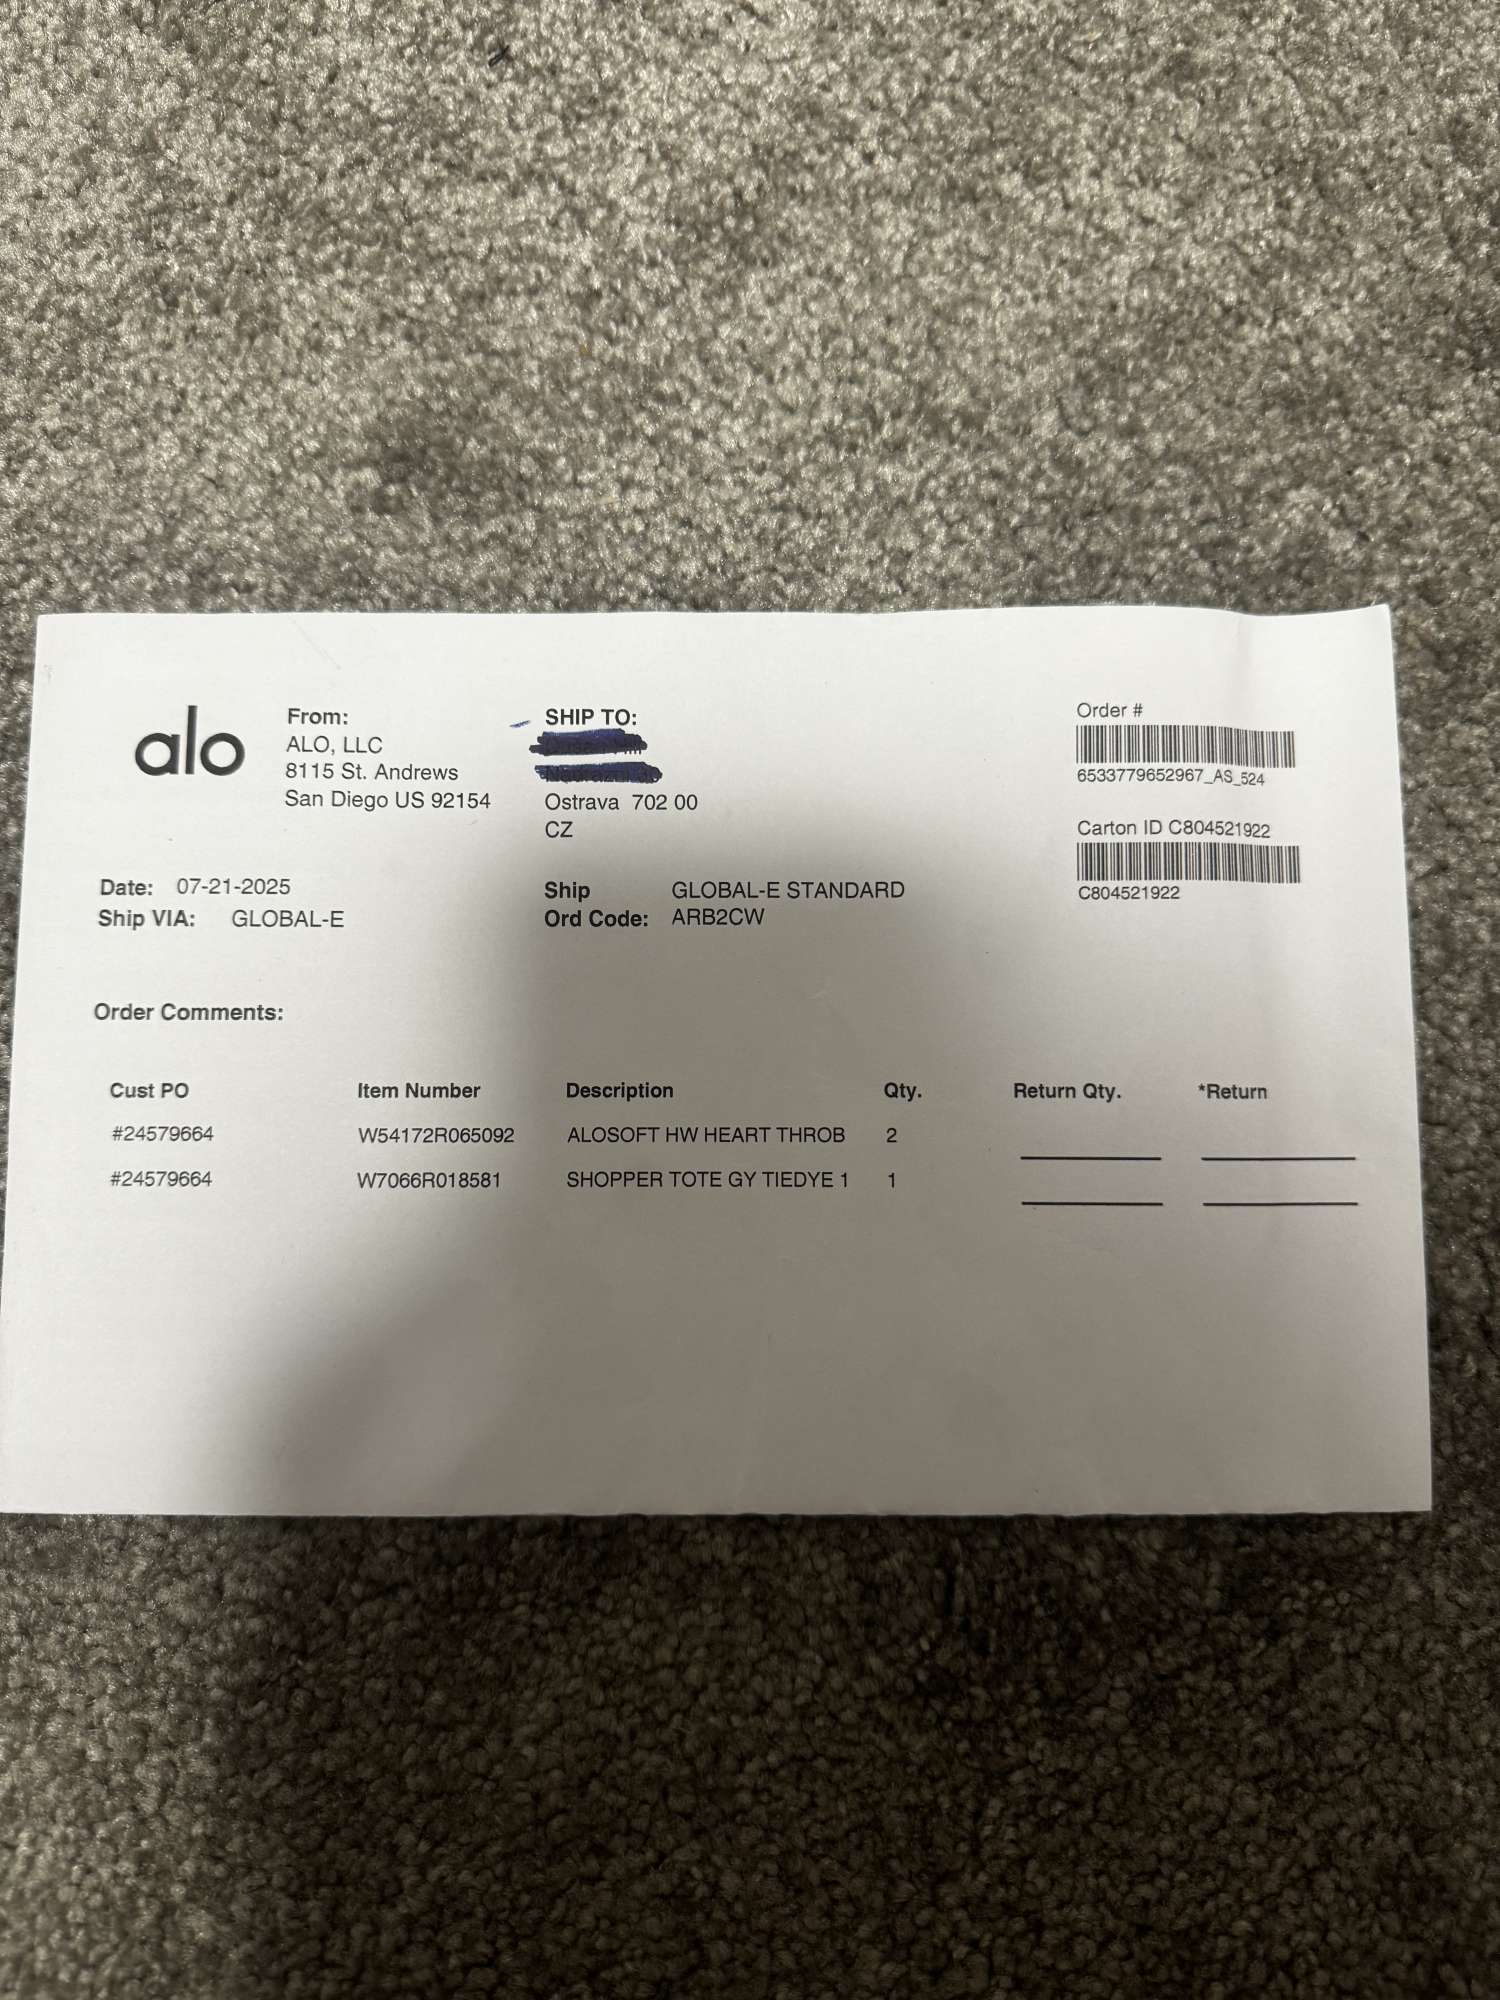 alo
From:
ALO, LLC
8115 St. Andrews
San Diego US 92154
SHIP TO:
Ostrava 702 00
CZ
Order #
6533779652967_AS_524
Carton ID C804521922
C804521922
Date: 07-21-2025
Ship VIA: GLOBAL-E
Ship GLOBAL-E STANDARD
Ord Code: ARB2CW
Order Comments:
Cust PO Item Number Description Qty. Return Qty. *Return
#24579664 W54172R065092 ALOSOFT HW HEART THROB 2
#24579664 W7066R018581 SHOPPER TOTE GY TIEDYE 1 1